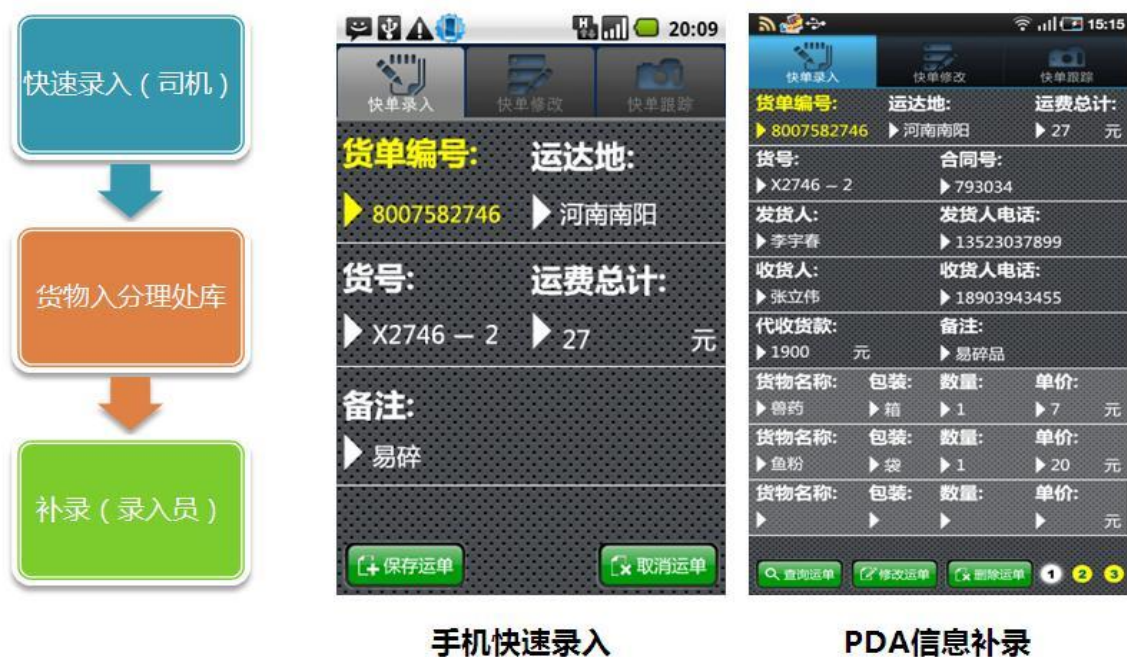 快速录入（司机）
货物入分理处库
补录（录入员）
20:09
快单录入 快单修改 快单跟踪
货单编号: 运达地:
8007582746 河南南阳
货号: 运费总计:
X2746 – 2 27 元
备注:
易碎
保存运单 取消运单
手机快速录入
15:15
快单录入 快单修改 快单跟踪
货单编号: 运达地: 运费总计:
8007582746 河南南阳 27 元
货号: 合同号:
X2746 – 2 793034
发货人: 发货人电话:
李宇春 13523037899
收货人: 收货人电话:
张立伟 18903943455
代收货款: 备注:
1900 元 易碎品
货物名称: 包装: 数量: 单价:
兽药 箱 1 7 元
货物名称: 包装: 数量: 单价:
鱼粉 袋 1 20 元
货物名称: 包装: 数量: 单价:
元
查询运单 修改运单 删除运单 1 2 3
PDA信息补录